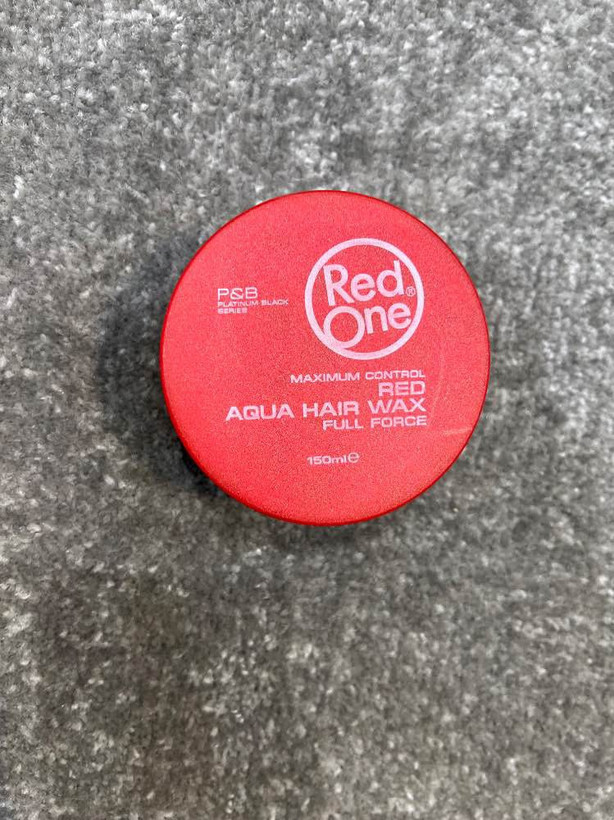 P&B
PLATINUM BLACK
SERIES
Red®
One
MAXIMUM CONTROL
RED
AQUA HAIR WAX
FULL FORCE
150ml℮